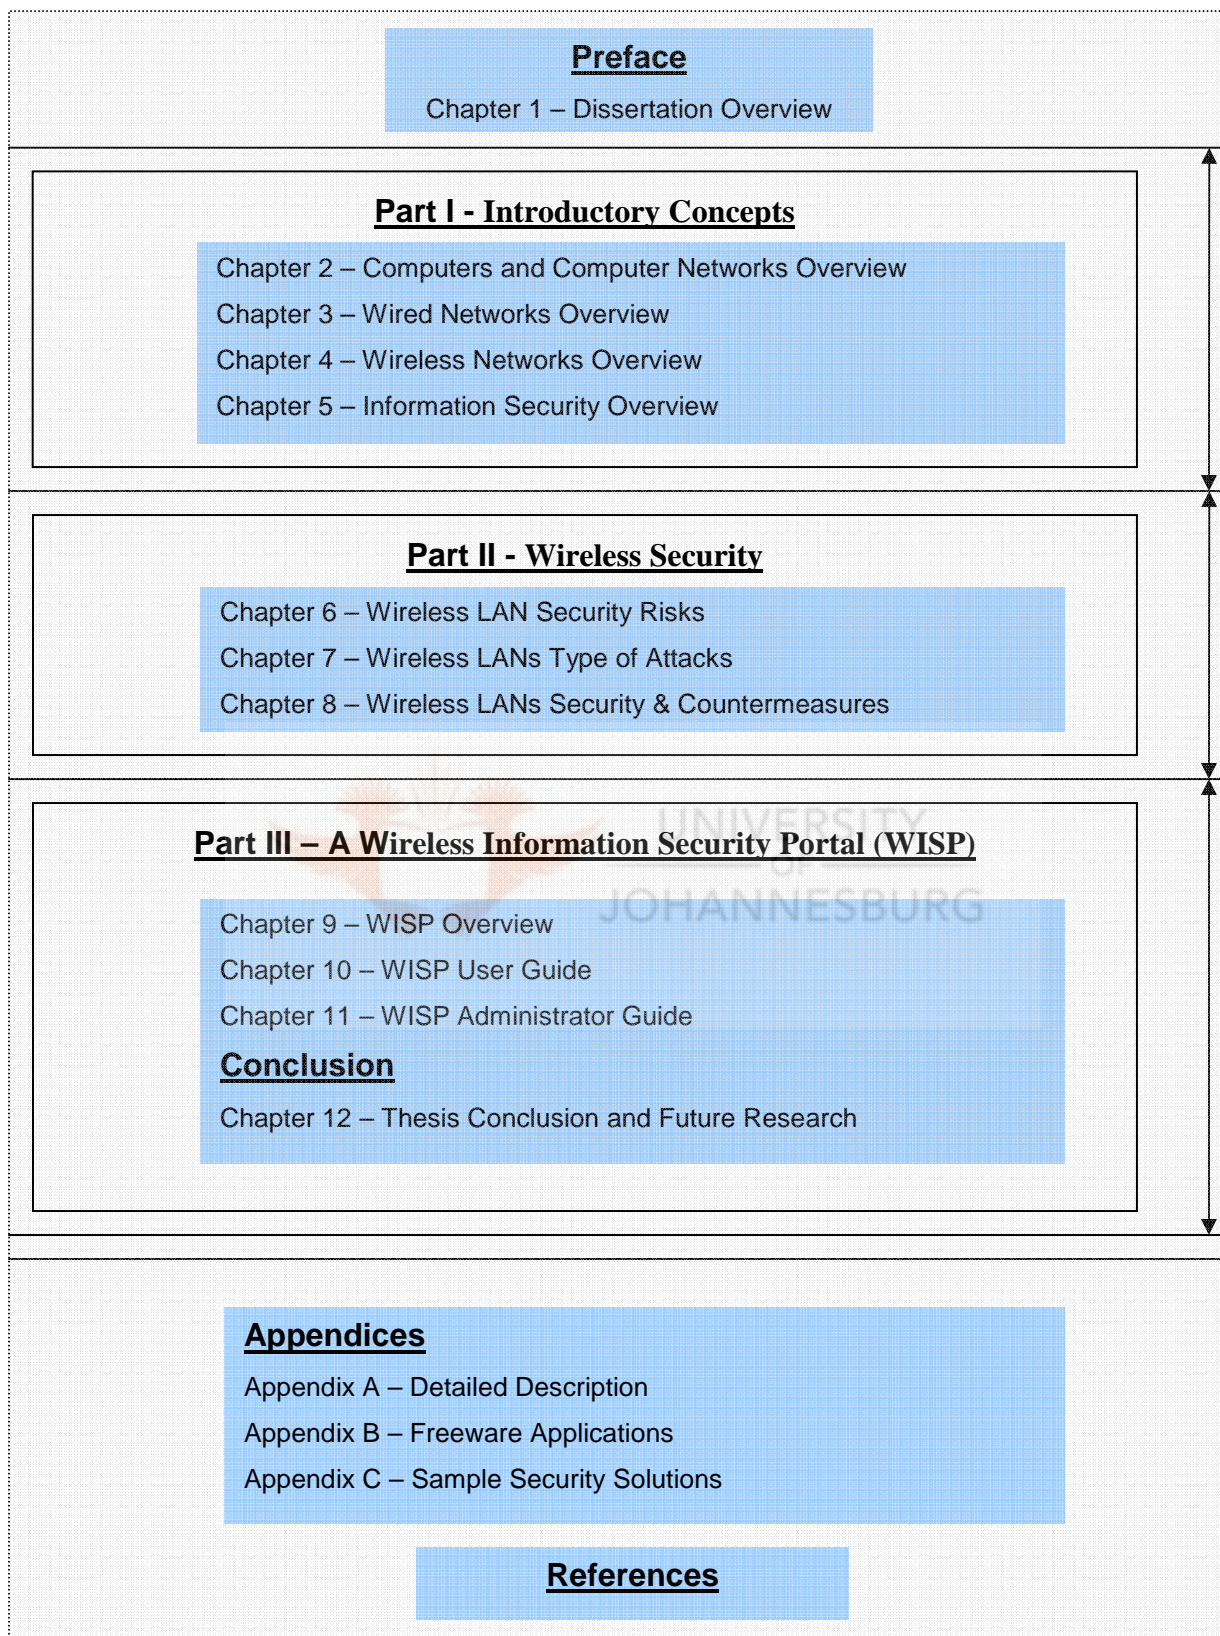 Preface
Chapter 1 – Dissertation Overview
Part I - Introductory Concepts
Chapter 2 – Computers and Computer Networks Overview
Chapter 3 – Wired Networks Overview
Chapter 4 – Wireless Networks Overview
Chapter 5 – Information Security Overview
Part II - Wireless Security
Chapter 6 – Wireless LAN Security Risks
Chapter 7 – Wireless LANs Type of Attacks
Chapter 8 – Wireless LANs Security & Countermeasures
UNIVERSITY
OF
JOHANNESBURG
Part III – A Wireless Information Security Portal (WISP)
Chapter 9 – WISP Overview
Chapter 10 – WISP User Guide
Chapter 11 – WISP Administrator Guide
Conclusion
Chapter 12 – Thesis Conclusion and Future Research
Appendices
Appendix A – Detailed Description
Appendix B – Freeware Applications
Appendix C – Sample Security Solutions
References